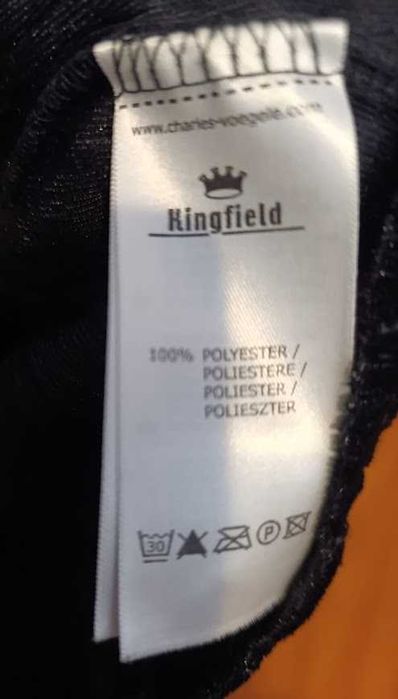 www.charles-voegele.com
Kingfield
100% POLYESTER /
POLIESTERE /
POLIESTER /
POLIESZTER
30 P